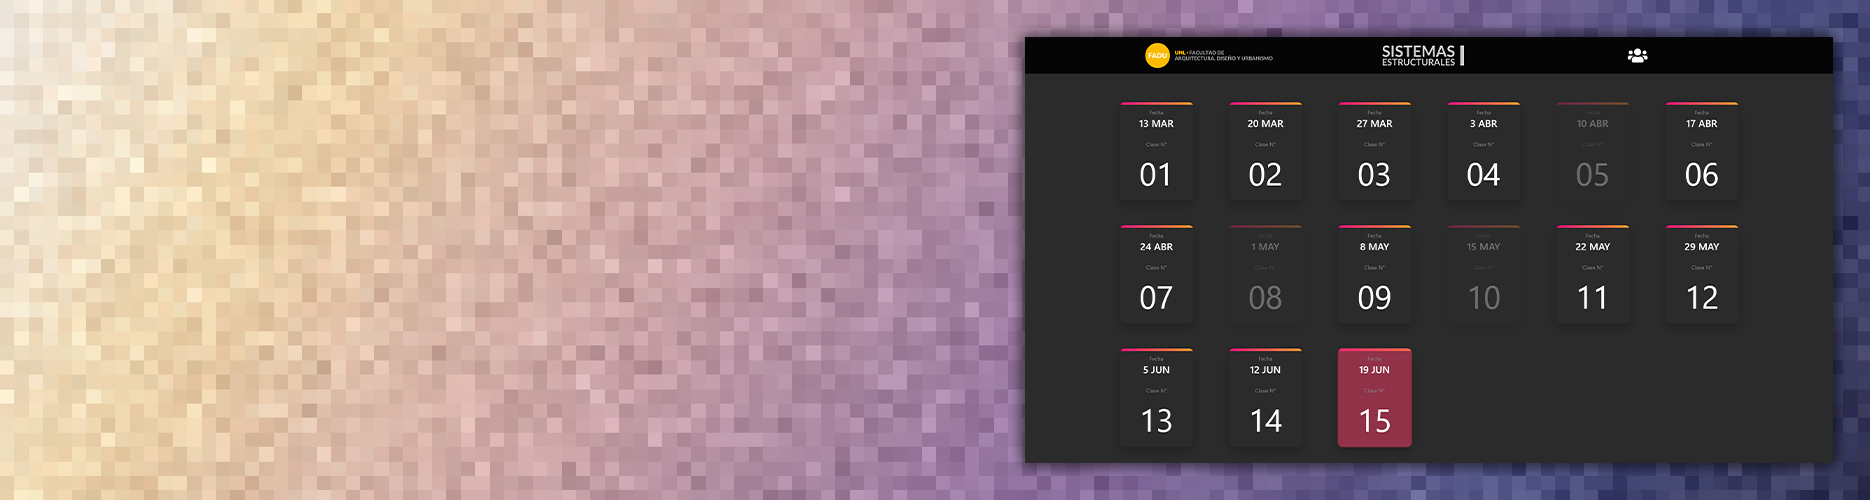 FADU
UNL • FACULTAD DE
ARQUITECTURA, DISEÑO Y URBANISMO
SISTEMAS
ESTRUCTURALES
Fecha
13 MAR
Clase N°
01
Fecha
20 MAR
Clase N°
02
Fecha
27 MAR
Clase N°
03
Fecha
3 ABR
Clase N°
04
Fecha
10 ABR
Clase N°
05
Fecha
17 ABR
Clase N°
06
Fecha
24 ABR
Clase N°
07
Fecha
1 MAY
Clase N°
08
Fecha
8 MAY
Clase N°
09
Fecha
15 MAY
Clase N°
10
Fecha
22 MAY
Clase N°
11
Fecha
29 MAY
Clase N°
12
Fecha
5 JUN
Clase N°
13
Fecha
12 JUN
Clase N°
14
Fecha
19 JUN
Clase N°
15